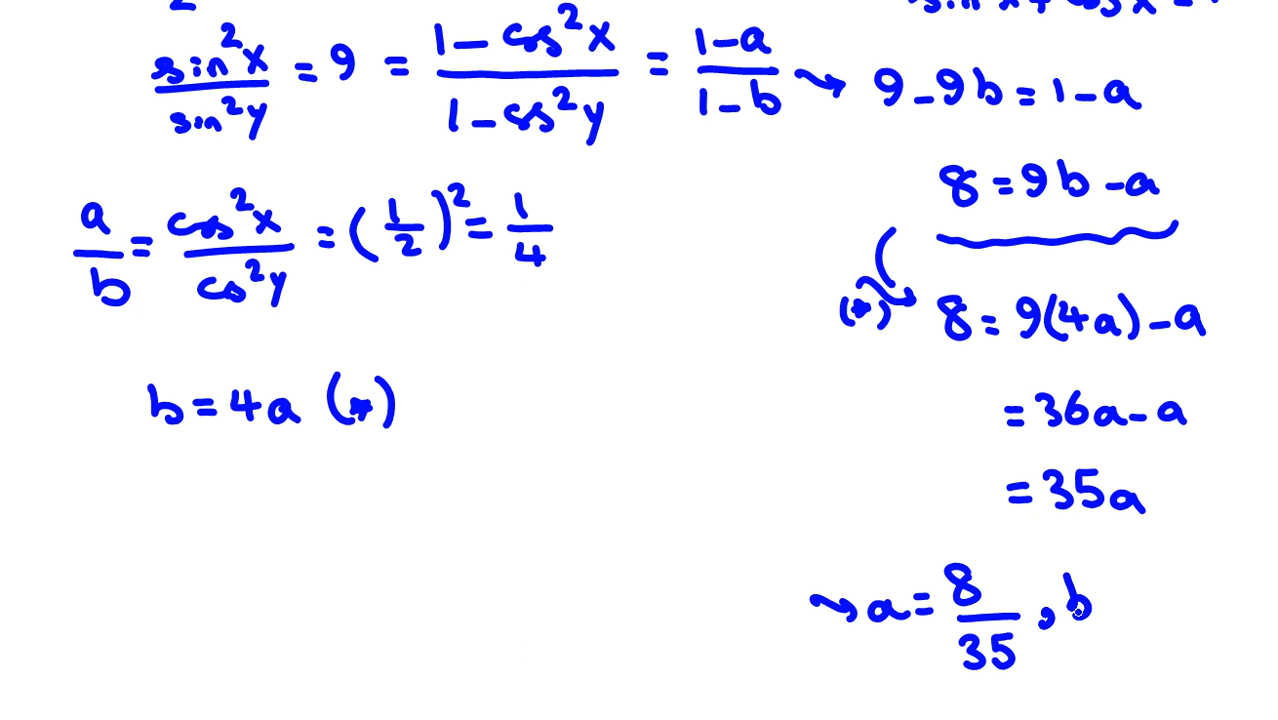 sin²x / sin²y = 9 = (1 - cos²x) / (1 - cos²y) = (1-a) / (1-b) ⇝ 9-9b = 1-a
8 = 9b - a
a/b = cos²x / cos²y = (1/2)² = 1/4
(*) 8 = 9(4a) - a
b = 4a (*)
= 36a - a
= 35a
⇝ a = 8/35 , b